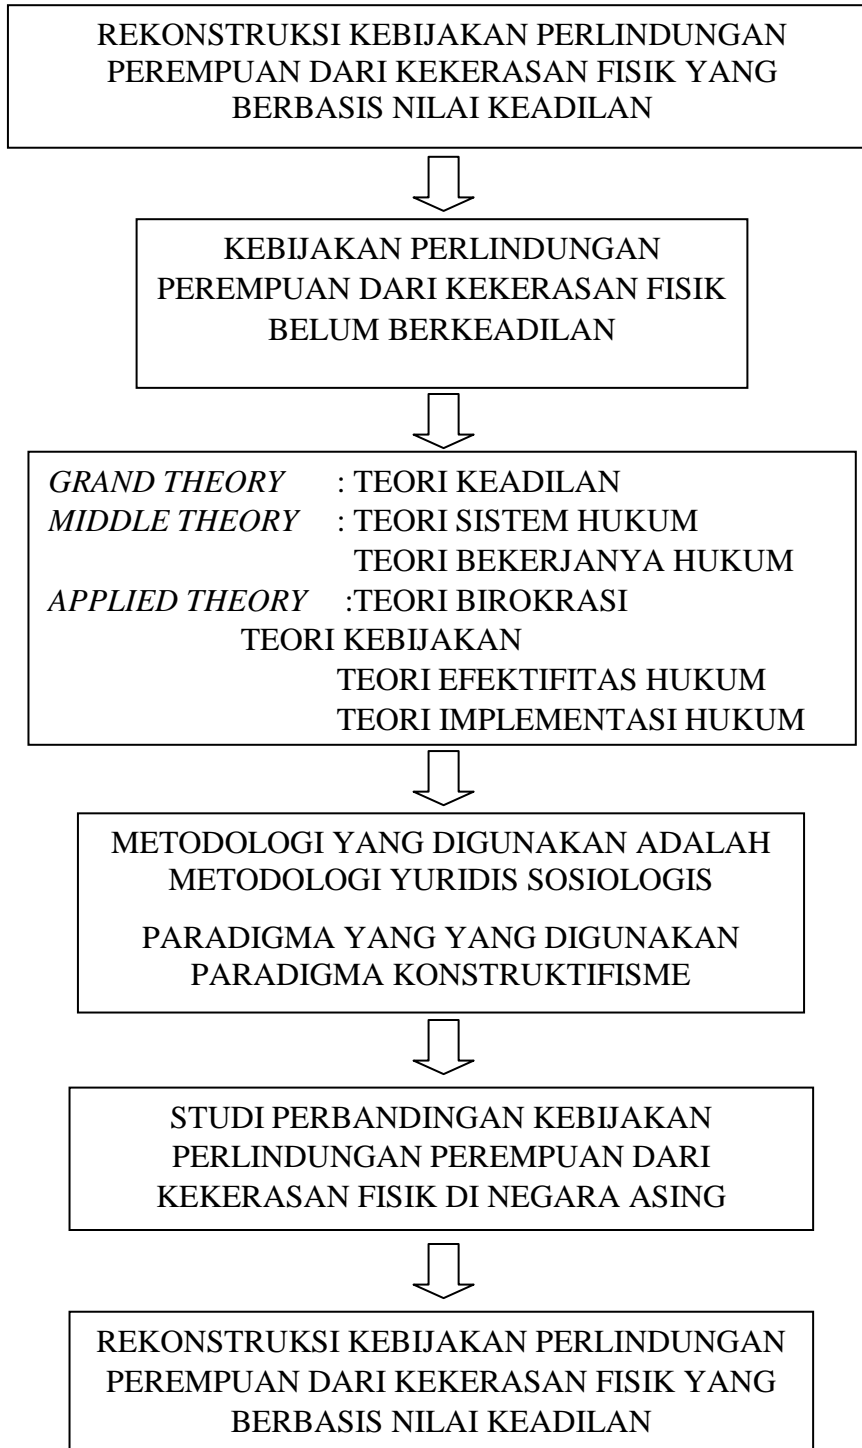 REKONSTRUKSI KEBIJAKAN PERLINDUNGAN
PEREMPUAN DARI KEKERASAN FISIK YANG
BERBASIS NILAI KEADILAN
KEBIJAKAN PERLINDUNGAN
PEREMPUAN DARI KEKERASAN FISIK
BELUM BERKEADILAN
GRAND THEORY : TEORI KEADILAN
MIDDLE THEORY : TEORI SISTEM HUKUM
TEORI BEKERJANYA HUKUM
APPLIED THEORY :TEORI BIROKRASI
TEORI KEBIJAKAN
TEORI EFEKTIFITAS HUKUM
TEORI IMPLEMENTASI HUKUM
METODOLOGI YANG DIGUNAKAN ADALAH
METODOLOGI YURIDIS SOSIOLOGIS
PARADIGMA YANG YANG DIGUNAKAN
PARADIGMA KONSTRUKTIFISME
STUDI PERBANDINGAN KEBIJAKAN
PERLINDUNGAN PEREMPUAN DARI
KEKERASAN FISIK DI NEGARA ASING
REKONSTRUKSI KEBIJAKAN PERLINDUNGAN
PEREMPUAN DARI KEKERASAN FISIK YANG
BERBASIS NILAI KEADILAN